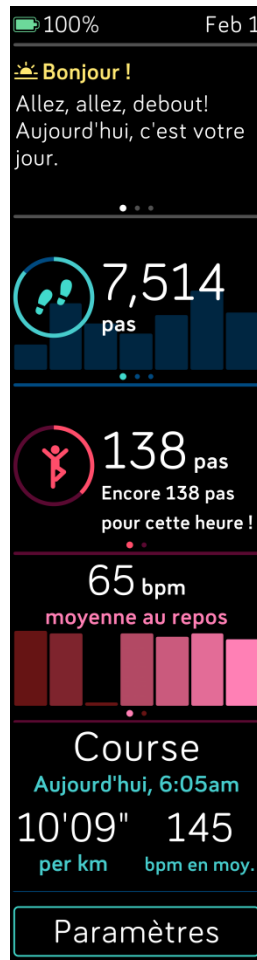 100% Feb 1
Bonjour !
Allez, allez, debout!
Aujourd'hui, c'est votre
jour.
7,514
pas
138 pas
Encore 138 pas
pour cette heure !
65 bpm
moyenne au repos
Course
Aujourd'hui, 6:05am
10'09" 145
per km bpm en moy.
Paramètres